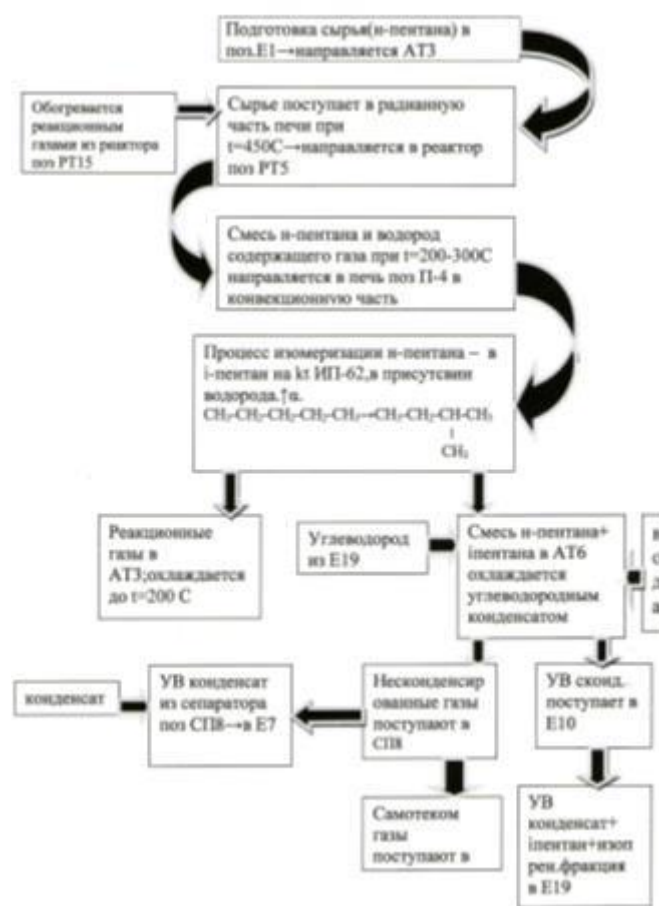 Подготовка сырья(н-пентана) в
поз.Е1→направляется АТ3
Обогревается
реакционным
газами из реактора
поз РТ15
Сырье поступает в радианную
часть печи при
t=450С→направляется в реактор
поз РТ5
Смесь н-пентана и водород
содержащего газа при t=200-300С
направляется в печь поз П-4 в
конвекционную часть
Процесс изомеризации н-пентана – в
i-пентан на kt ИП-62,в присутсвии
водорода.↑α.
CH₃-CH₂-CH₂-CH₂-CH₃→CH₃-CH₂-CH-CH₃
CH₃
Реакционные
газы в
АТ3;охлаждается
до t=200 С
Углеводород
из Е19
Смесь н-пентана+
iпентана в АТ6
охлаждается
углеводородным
конденсатом
конденсат
УВ конденсат
из сепаратора
поз СП8→в Е7
Несконденсир
ованные газы
поступают в
СП8
УВ сконд.
поступает в
Е10
Самотеком
газы
поступают в
УВ
конденсат+
iпентан+изоп
рен.фракция
в Е19